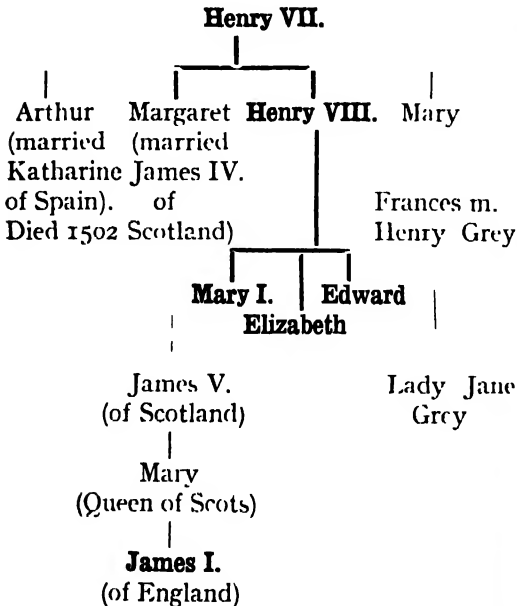 Henry VII.
Arthur Margaret Henry VIII. Mary
(married (married
Katharine James IV.
of Spain). of Frances m.
Died 1502 Scotland) Henry Grey
Mary I. Edward
Elizabeth
James V. Lady Jane
(of Scotland) Grey
Mary
(Queen of Scots)
James I.
(of England)